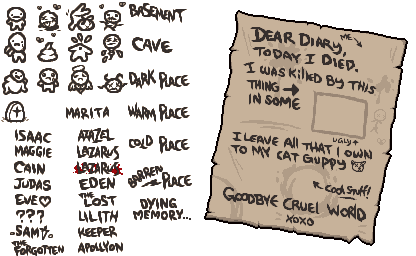 BASEMENT
CAVE
DARK PLACE
MARITA
WARM PLACE
ISAAC
AZAZEL
COLD PLACE
MAGGIE
LAZARUS
CAIN
LAZARUS
BARREN PLACE
JUDAS
EDEN
EVE♡
THE LOST
DYING MEMORY...
???
LILITH
SAMS
KEEPER
THE FORGOTTEN
APOLLYON
DEAR DIARY,
ME
TODAY I DIED.
I WAS KILLED BY THIS
THING →
IN SOME
UGLY↑
I LEAVE ALL THAT I OWN
TO MY CAT GUPPY
COOL STUFF!
GOODBYE CRUEL WORLD
XOXO